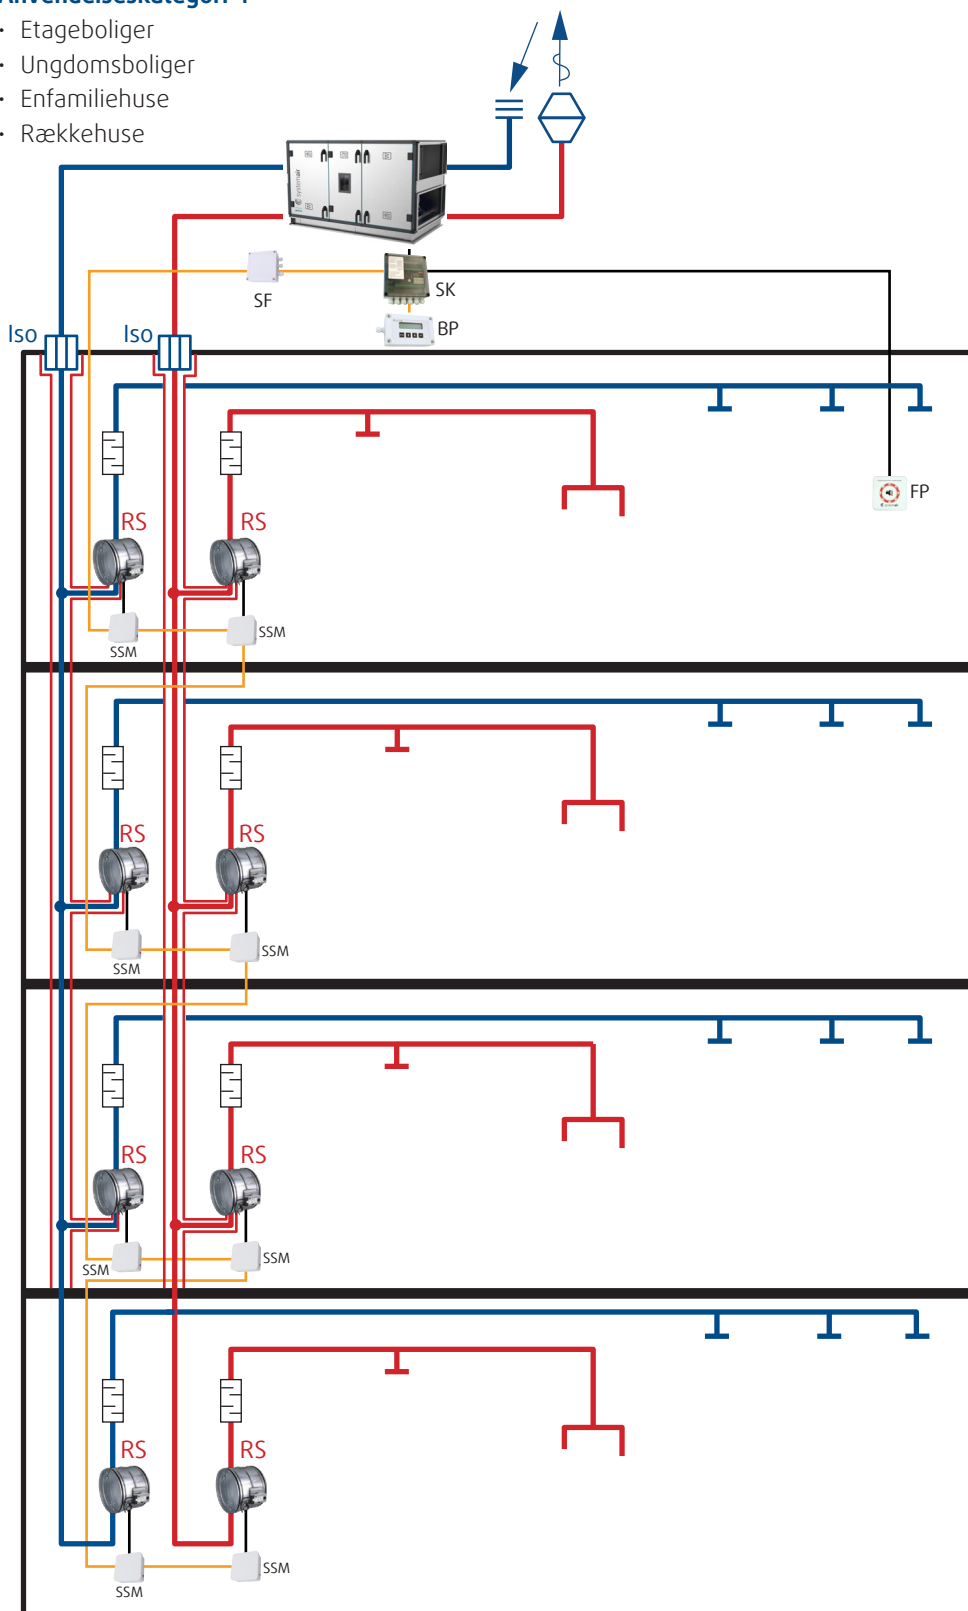 • Etageboliger
• Ungdomsboliger
• Enfamiliehuse
• Rækkehuse
systemair
SF
SK
BP
Iso
Iso
RS
RS
FP
SSM
SSM
RS
RS
SSM
SSM
RS
RS
SSM
SSM
RS
RS
SSM
SSM